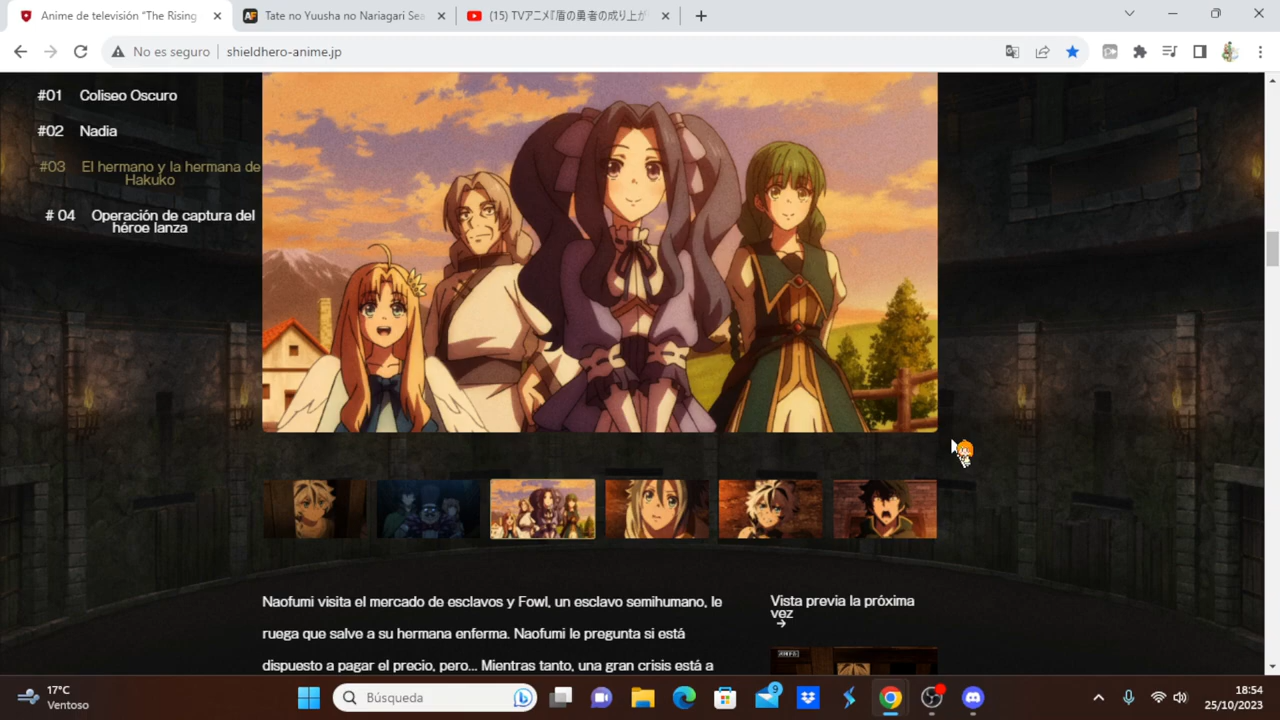 Anime de televisión "The Rising
Tate no Yuusha no Nariagari Sea
(15) TVアニメ『盾の勇者の成り上が
No es seguro
shieldhero-anime.jp
#01 Coliseo Oscuro
#02 Nadia
#03 El hermano y la hermana de
Hakuko
# 04 Operación de captura del
héroe lanza
Naofumi visita el mercado de esclavos y Fowl, un esclavo semihumano, le
ruega que salve a su hermana enferma. Naofumi le pregunta si está
dispuesto a pagar el precio, pero... Mientras tanto, una gran crisis está a
Vista previa la próxima
vez
→
17°C
Ventoso
Búsqueda
9
18:54
25/10/2023